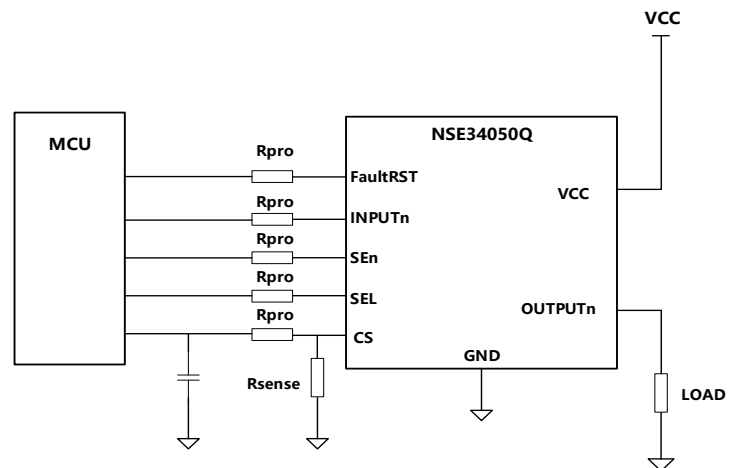 VCC
MCU
NSE34050Q
Rpro
FaultRST
Rpro
INPUTn
VCC
Rpro
SEn
Rpro
SEL
Rpro
OUTPUTn
CS
GND
Rsense
LOAD